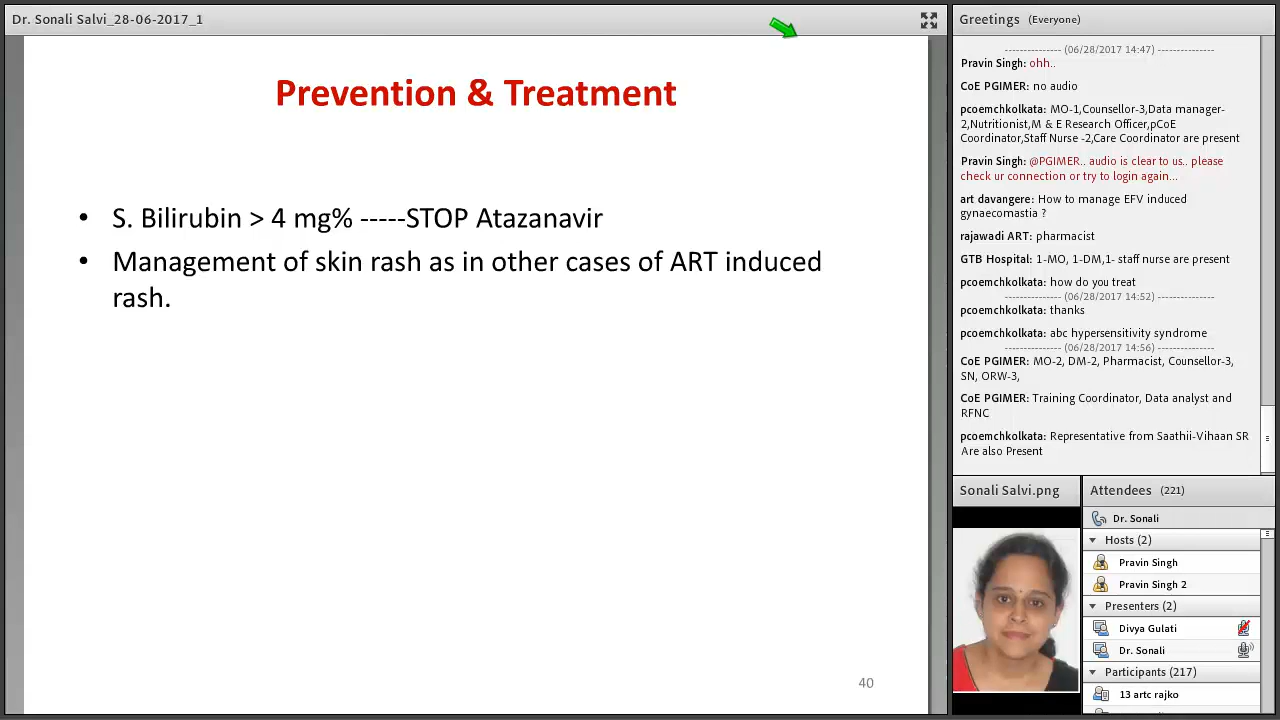 Dr. Sonali Salvi_28-06-2017_1
Prevention & Treatment
• S. Bilirubin > 4 mg% -----STOP Atazanavir
• Management of skin rash as in other cases of ART induced
rash.
40
Greetings (Everyone)
--------------- (06/28/2017 14:47) ---------------
Pravin Singh: ohh..
CoE PGIMER: no audio
pcoemchkolkata: MO-1,Counsellor-3,Data manager-
2,Nutritionist,M & E Research Officer,pCoE
Coordinator,Staff Nurse -2,Care Coordinator are present
Pravin Singh: @PGIMER.. audio is clear to us.. please
check ur connection or try to login again...
art davangere: How to manage EFV induced
gynaecomastia ?
rajawadi ART: pharmacist
GTB Hospital: 1-MO, 1-DM,1- staff nurse are present
pcoemchkolkata: how do you treat
--------------- (06/28/2017 14:52) ---------------
pcoemchkolkata: thanks
pcoemchkolkata: abc hypersensitivity syndrome
--------------- (06/28/2017 14:56) ---------------
CoE PGIMER: MO-2, DM-2, Pharmacist, Counsellor-3,
SN, ORW-3,
CoE PGIMER: Training Coordinator, Data analyst and
RFNC
pcoemchkolkata: Representative from Saathii-Vihaan SR
Are also Present
Sonali Salvi.png
Attendees (221)
Dr. Sonali
Hosts (2)
Pravin Singh
Pravin Singh 2
Presenters (2)
Divya Gulati
Dr. Sonali
Participants (217)
13 artc rajko